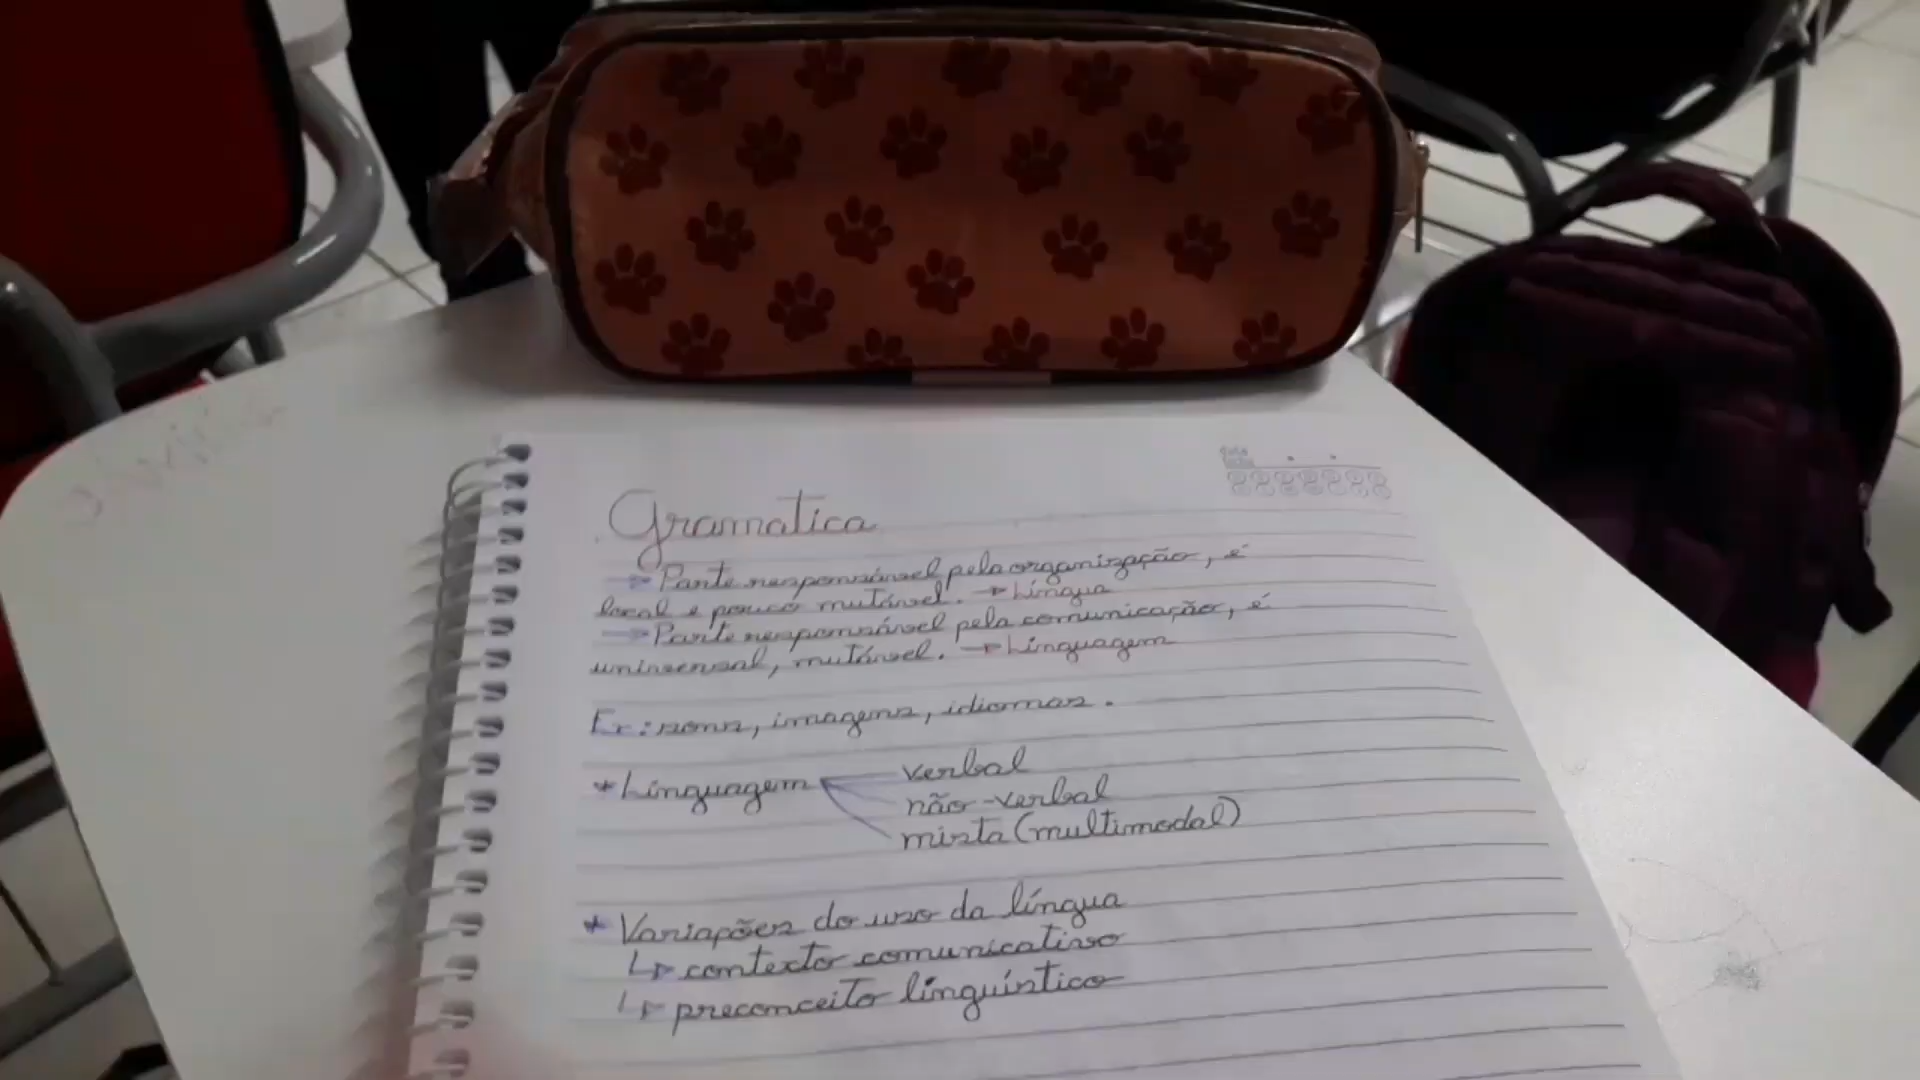 Gramatica
→ Parte responsável pela organização, é
local e pouco mutável. → Língua
→ Parte responsável pela comunicação, é
universal, mutável. → Linguagem
Ex: sons, imagens, idiomas.
* Linguagem
verbal
não-verbal
mista (multimodal)
* Variações do uso da língua
↳ contexto comunicativo
↳ preconceito linguístico